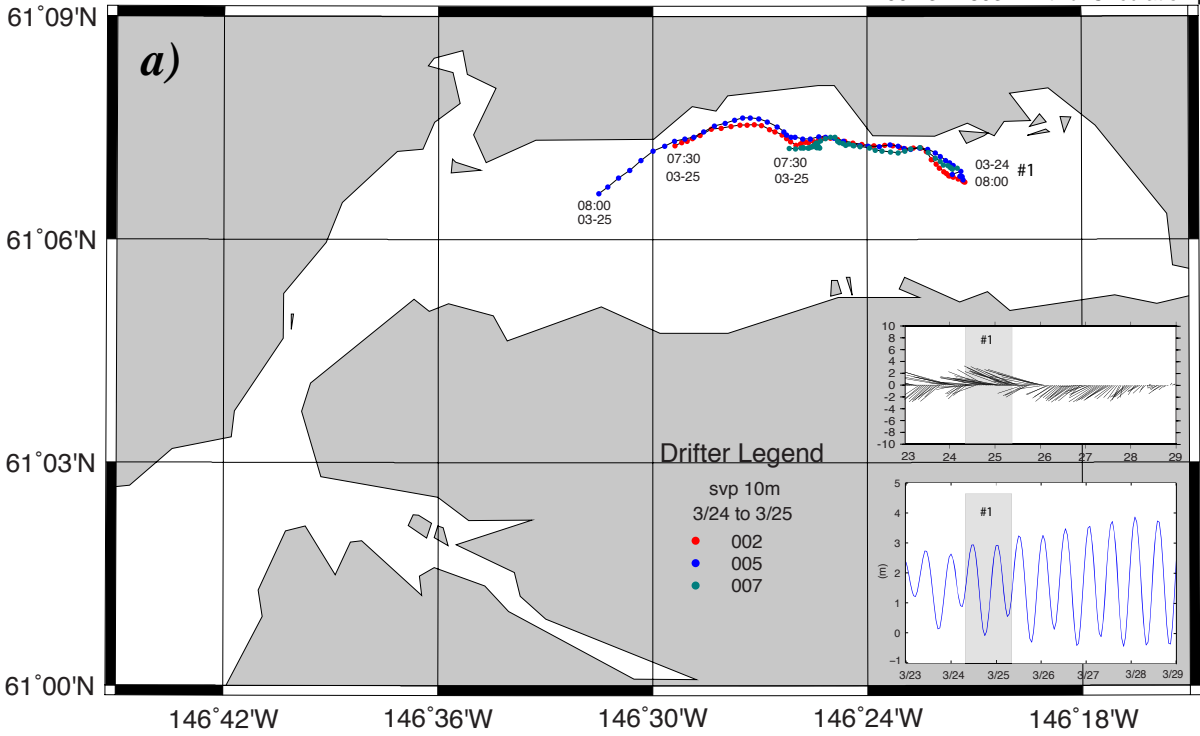 61°09'N
a)
07:30
03-25
07:30
03-25
03-24
08:00
#1
08:00
03-25
61°06'N
10
8
6
4
2
0
-2
-4
-6
-8
-10
#1
23 24 25 26 27 28 29
61°03'N
Drifter Legend
svp 10m
3/24 to 3/25
002
005
007
5
4
3
2
1
0
−1
(m)
#1
3/23 3/24 3/25 3/26 3/27 3/28 3/29
61°00'N
146°42'W 146°36'W 146°30'W 146°24'W 146°18'W